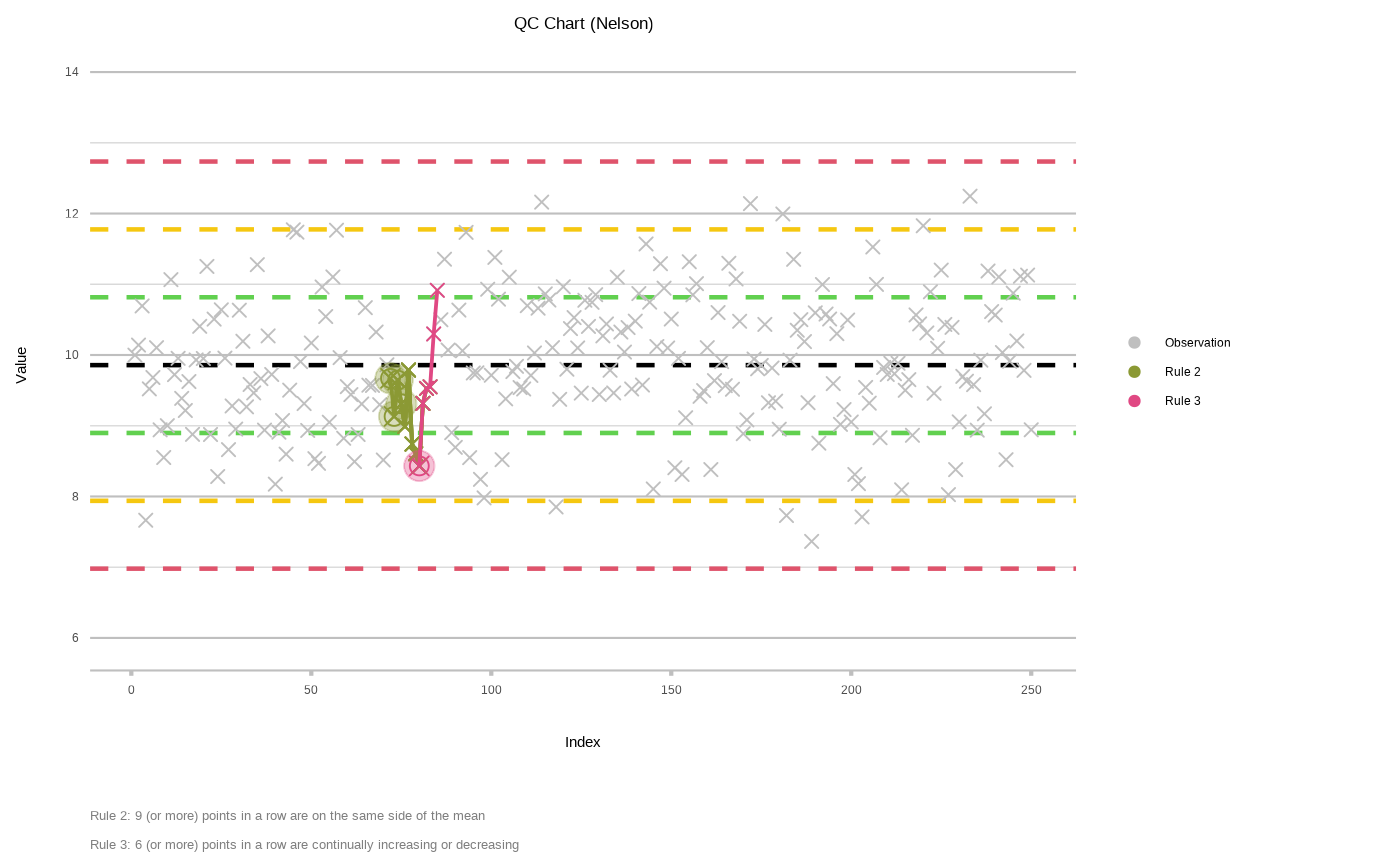 QC Chart (Nelson)
14
12
10
8
6
Value
0 50 100 150 200 250
Index
Observation
Rule 2
Rule 3
Rule 2: 9 (or more) points in a row are on the same side of the mean
Rule 3: 6 (or more) points in a row are continually increasing or decreasing